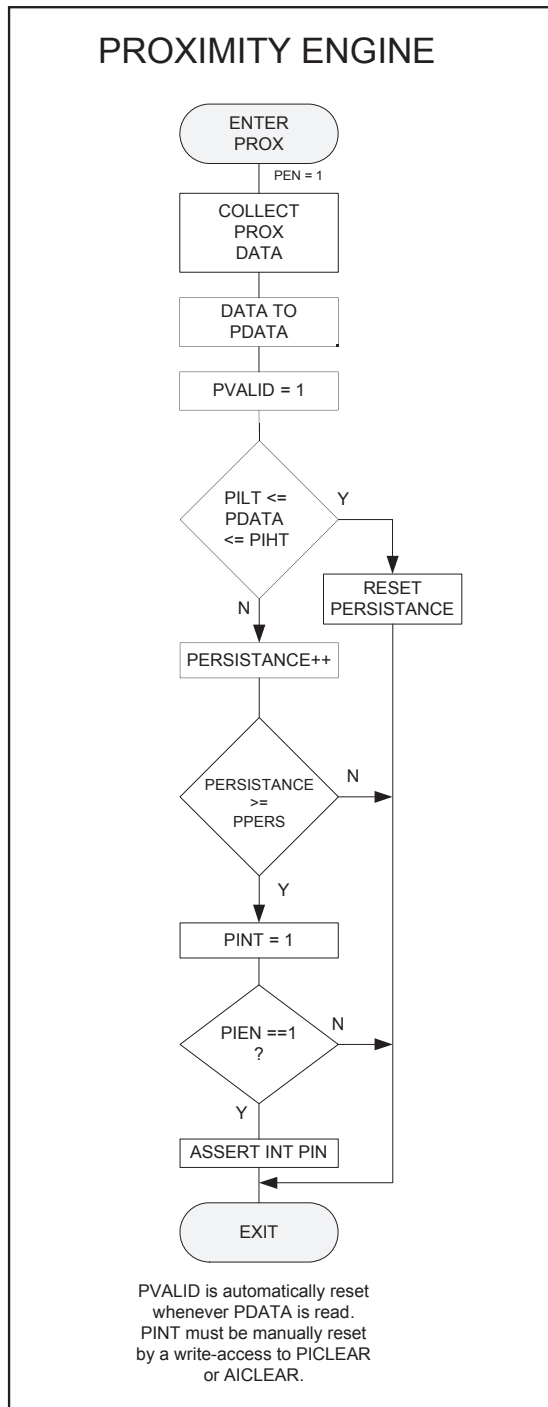 PROXIMITY ENGINE
ENTER
PROX
PEN = 1
COLLECT
PROX
DATA
DATA TO
PDATA
PVALID = 1
PILT <=
PDATA
<= PIHT
Y
RESET
PERSISTANCE
N
PERSISTANCE++
PERSISTANCE
>=
PPERS
N
Y
PINT = 1
PIEN ==1
?
N
Y
ASSERT INT PIN
EXIT
PVALID is automatically reset
whenever PDATA is read.
PINT must be manually reset
by a write-access to PICLEAR
or AICLEAR.